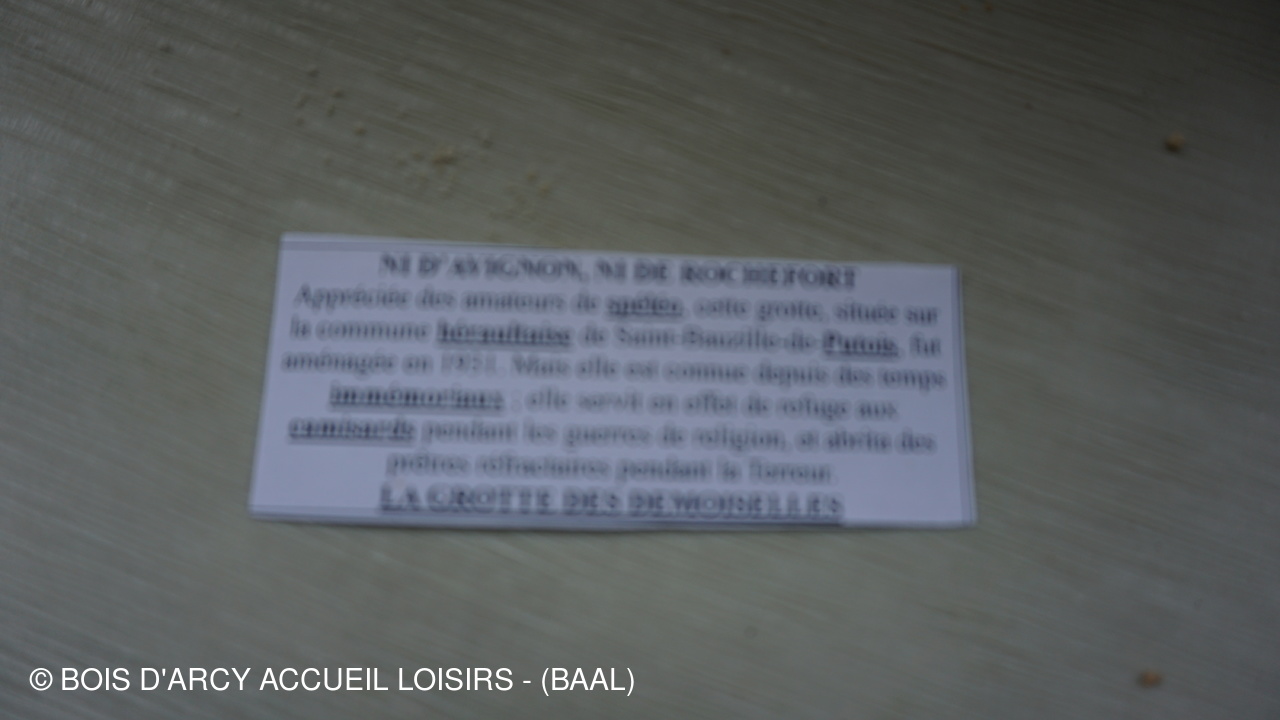 NI D'AVIGNON, NI DE ROCHEFORT
Appréciée des amateurs de spéléo, cette grotte, située sur
la commune héraultaise de Saint-Bauzille-de Putois, fut
aménagée en 1931. Mais elle est connue depuis des temps
immémoriaux ; elle servit en effet de refuge aux
camisards pendant les guerres de religion, et abrita des
prêtres réfractaires pendant la Terreur.
LA GROTTE DES DEMOISELLES
© BOIS D'ARCY ACCUEIL LOISIRS - (BAAL)